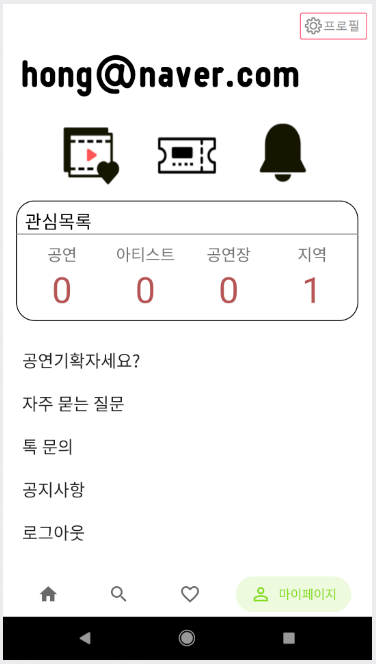 프로필
hong@naver.com
관심목록
공연 아티스트 공연장 지역
0 0 0 1
공연기획자세요?
자주 묻는 질문
톡 문의
공지사항
로그아웃
마이페이지